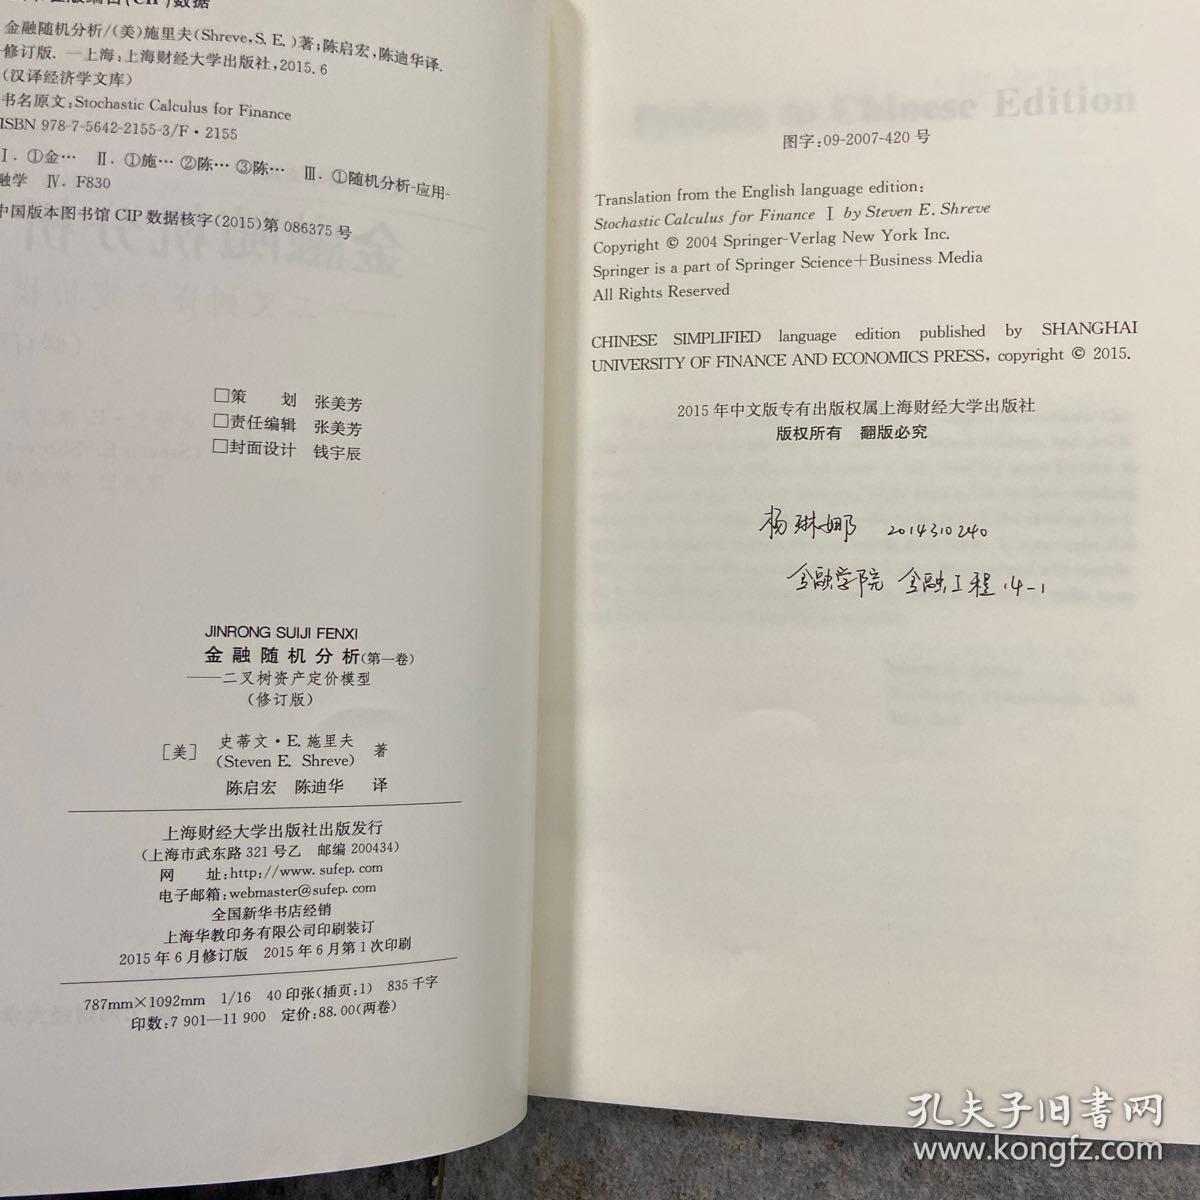 金融随机分析/(美)施里夫(Shreve,S.E.)著;陈启宏,陈迪华译.
修订版. —上海:上海财经大学出版社,2015.6
(汉译经济学文库)
书名原文:Stochastic Calculus for Finance
ISBN 978-7-5642-2155-3/F·2155
Ⅰ.①金… Ⅱ.①施…②陈…③陈… Ⅲ.①随机分析-应用-
融学 Ⅳ.F830
中国版本图书馆CIP数据核字(2015)第086375号
□策 划 张美芳
□责任编辑 张美芳
□封面设计 钱宇辰
JINRONG SUIJI FENXI
金融随机分析(第一卷)
——二叉树资产定价模型
(修订版)
[美] 史蒂文·E.施里夫 著
(Steven E. Shreve)
陈启宏 陈迪华 译
上海财经大学出版社出版发行
(上海市武东路321号乙 邮编200434)
网 址:http://www.sufep.com
电子邮箱:webmaster@sufep.com
全国新华书店经销
上海华教印务有限公司印刷装订
2015年6月修订版 2015年6月第1次印刷
787mm×1092mm 1/16 40印张(插页:1) 835千字
印数:7 901—11 900 定价:88.00(两卷)
图字:09-2007-420号
Translation from the English language edition:
Stochastic Calculus for Finance Ⅰ by Steven E. Shreve
Copyright © 2004 Springer-Verlag New York Inc.
Springer is a part of Springer Science+Business Media
All Rights Reserved
CHINESE SIMPLIFIED language edition published by SHANGHAI
UNIVERSITY OF FINANCE AND ECONOMICS PRESS, copyright © 2015.
2015年中文版专有出版权属上海财经大学出版社
版权所有 翻版必究
杨琳娜 2014310240
金融学院 金融工程14-1
孔夫子旧书网
www.kongfz.com